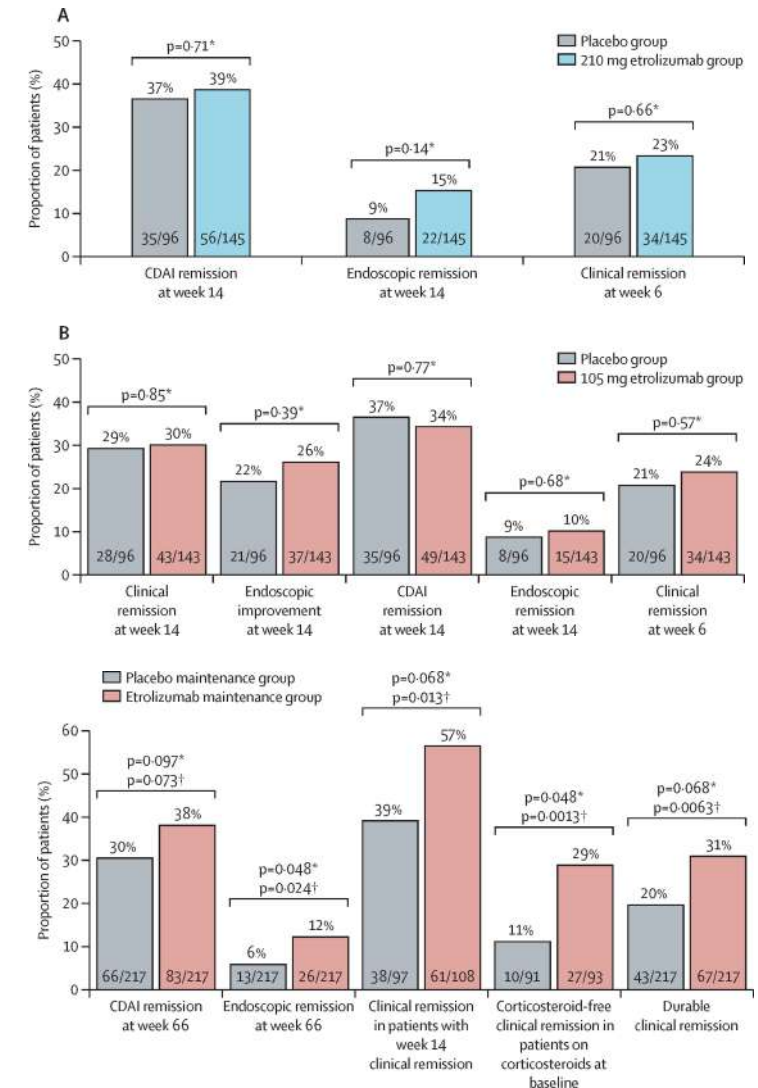 A
Proportion of patients (%)
50
40
30
20
10
0
Placebo group
210 mg etrolizumab group
p=0·71*
37%
39%
35/96
56/145
p=0·14*
9%
15%
8/96
22/145
p=0·66*
21%
23%
20/96
34/145
CDAI remission
at week 14
Endoscopic remission
at week 14
Clinical remission
at week 6
B
Proportion of patients (%)
50
40
30
20
10
0
Placebo group
105 mg etrolizumab group
p=0·85*
29%
30%
28/96
43/143
p=0·39*
22%
26%
21/96
37/143
p=0·77*
37%
34%
35/96
49/143
p=0·68*
9%
10%
8/96
15/143
p=0·57*
21%
24%
20/96
34/143
Clinical
remission
at week 14
Endoscopic
improvement
at week 14
CDAI
remission
at week 14
Endoscopic
remission
at week 14
Clinical
remission
at week 6
Placebo maintenance group
Etrolizumab maintenance group
Proportion of patients (%)
60
50
40
30
20
10
0
p=0·097*
p=0·073†
30%
38%
66/217
83/217
p=0·048*
p=0·024†
6%
12%
13/217
26/217
p=0·068*
p=0·013†
39%
57%
38/97
61/108
p=0·048*
p=0·0013†
11%
29%
10/91
27/93
p=0·068*
p=0·0063†
20%
31%
43/217
67/217
CDAI remission
at week 66
Endoscopic remission
at week 66
Clinical remission
in patients with
week 14
clinical remission
Corticosteroid-free
clinical remission in
patients on
corticosteroids at
baseline
Durable
clinical remission